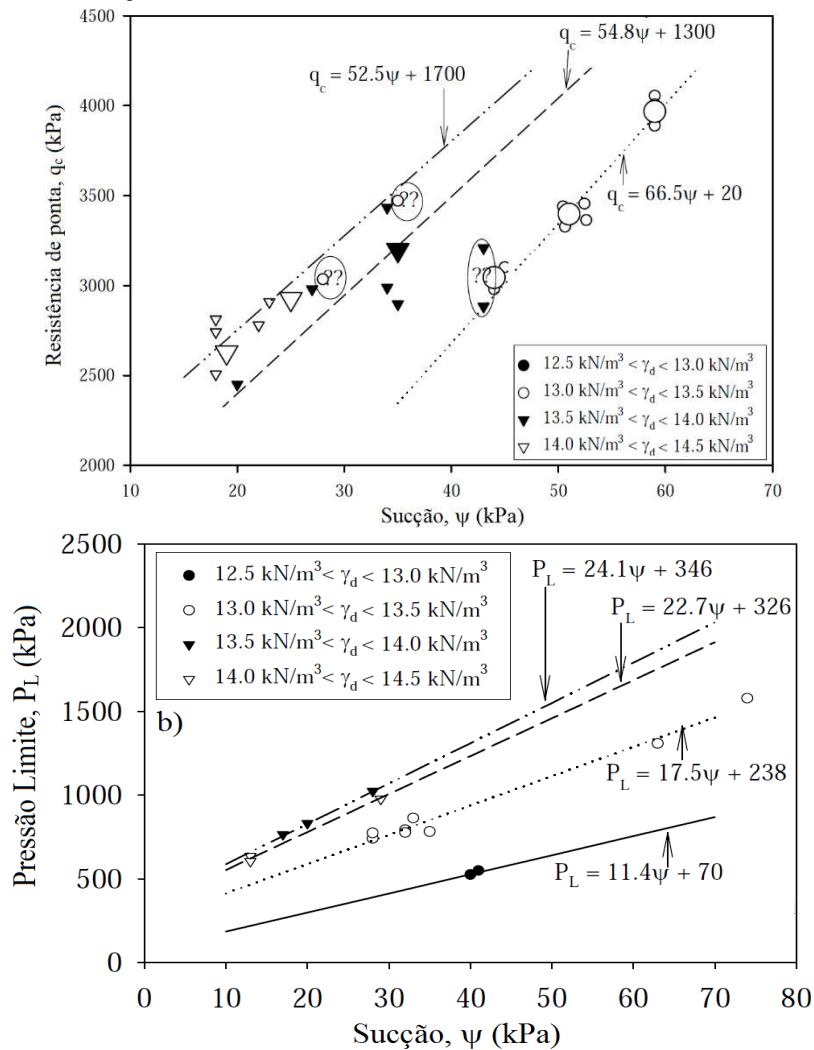 4500
4000
3500
3000
2500
2000
Resistência de ponta, q_c (kPa)
q_c = 54.8ψ + 1300
q_c = 52.5ψ + 1700
q_c = 66.5ψ + 20
??
??
??
12.5 kN/m³ < γ_d < 13.0 kN/m³
13.0 kN/m³ < γ_d < 13.5 kN/m³
13.5 kN/m³ < γ_d < 14.0 kN/m³
14.0 kN/m³ < γ_d < 14.5 kN/m³
10 20 30 40 50 60 70
Sucção, ψ (kPa)
2500
2000
1500
1000
500
0
Pressão Limite, P_L (kPa)
12.5 kN/m³ < γ_d < 13.0 kN/m³
13.0 kN/m³ < γ_d < 13.5 kN/m³
13.5 kN/m³ < γ_d < 14.0 kN/m³
14.0 kN/m³ < γ_d < 14.5 kN/m³
b)
P_L = 24.1ψ + 346
P_L = 22.7ψ + 326
P_L = 17.5ψ + 238
P_L = 11.4ψ + 70
0 10 20 30 40 50 60 70 80
Sucção, ψ (kPa)